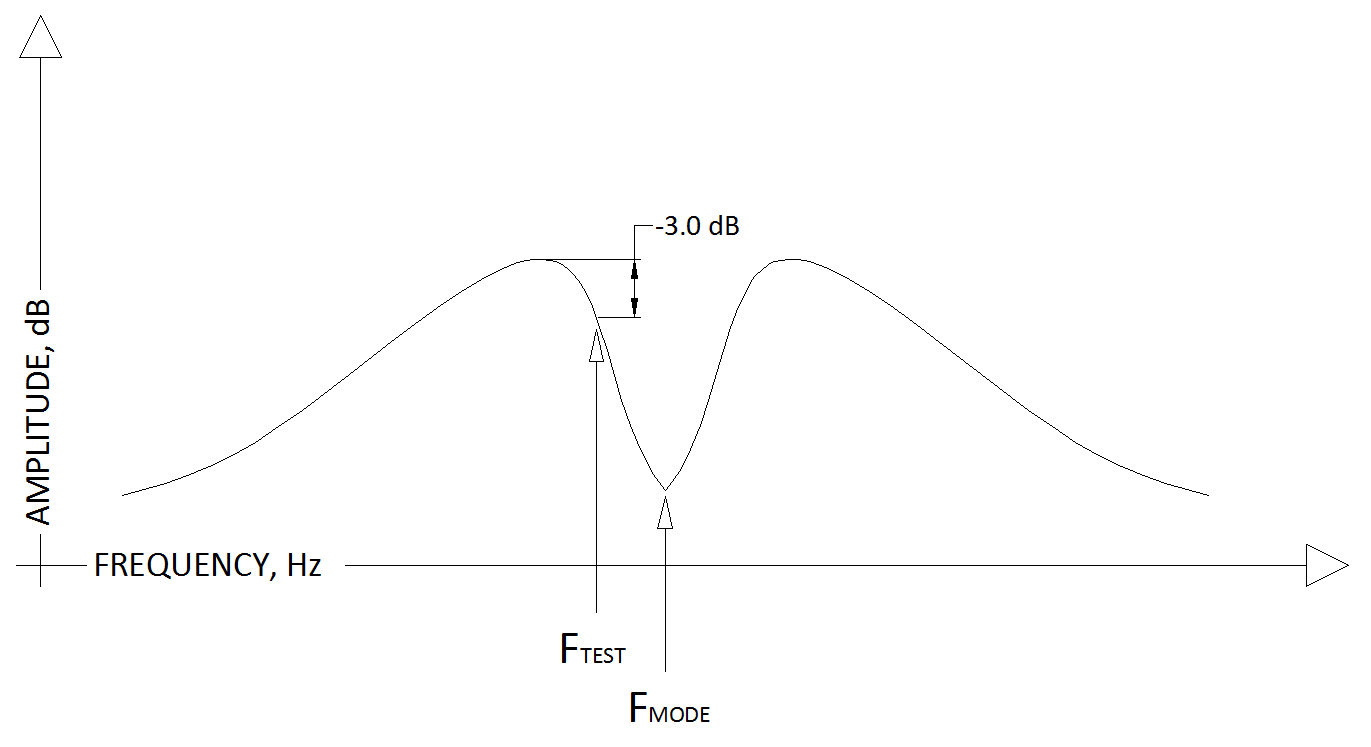 -3.0 dB
AMPLITUDE, dB
FREQUENCY, Hz
FTEST
FMODE